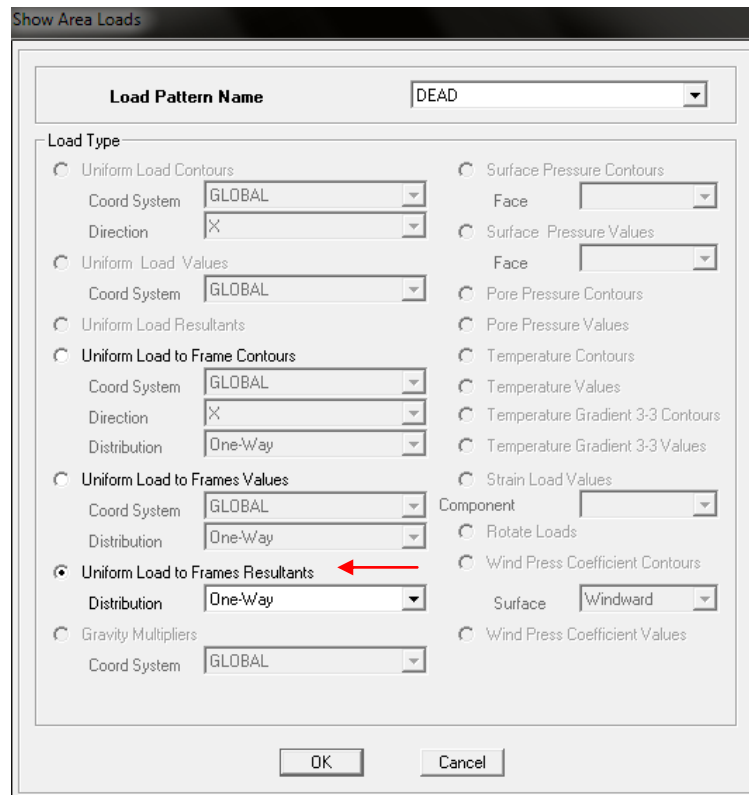 Show Area Loads
Load Pattern Name
DEAD
Load Type
Uniform Load Contours
Coord System
GLOBAL
Direction
X
Uniform Load Values
Coord System
GLOBAL
Uniform Load Resultants
Uniform Load to Frame Contours
Coord System
GLOBAL
Direction
X
Distribution
One-Way
Uniform Load to Frames Values
Coord System
GLOBAL
Distribution
One-Way
Uniform Load to Frames Resultants
Distribution
One-Way
Gravity Multipliers
Coord System
GLOBAL
Surface Pressure Contours
Face
Surface Pressure Values
Face
Pore Pressure Contours
Pore Pressure Values
Temperature Contours
Temperature Values
Temperature Gradient 3-3 Contours
Temperature Gradient 3-3 Values
Strain Load Values
Component
Rotate Loads
Wind Press Coefficient Contours
Surface
Windward
Wind Press Coefficient Values
OK
Cancel